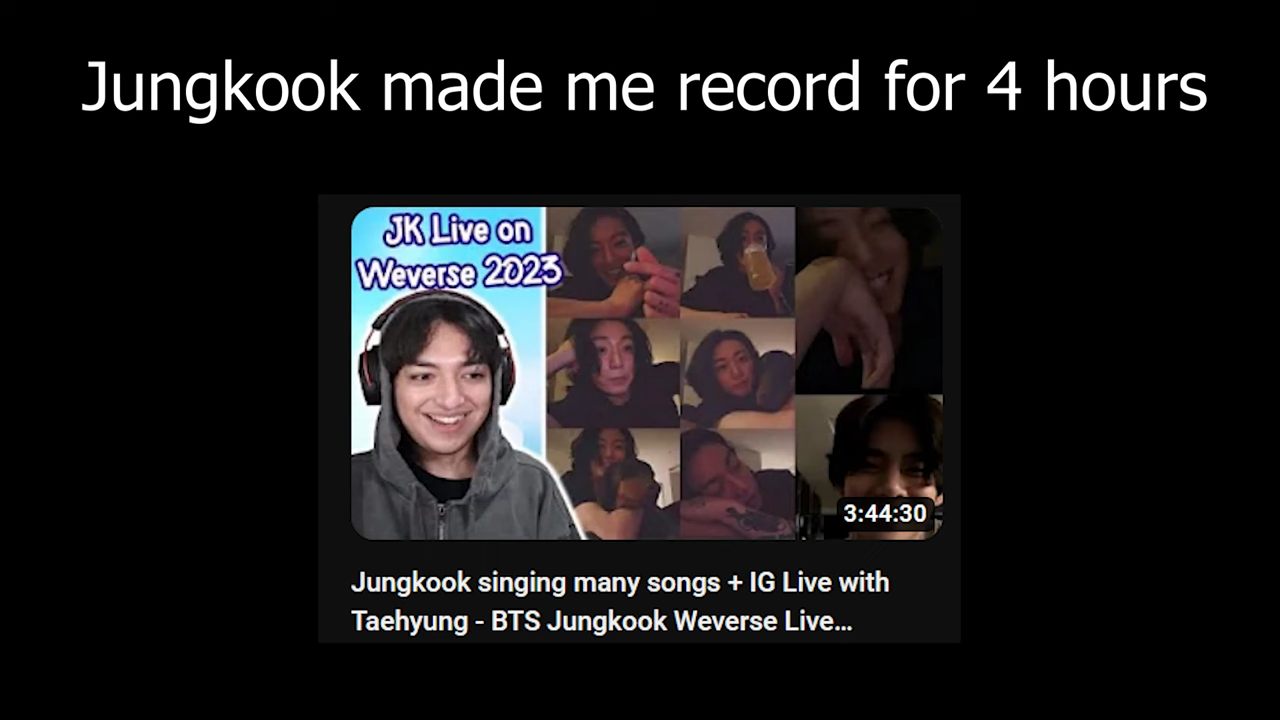 Jungkook made me record for 4 hours
JK Live on
Weverse 2023
3:44:30
Jungkook singing many songs + IG Live with
Taehyung - BTS Jungkook Weverse Live...